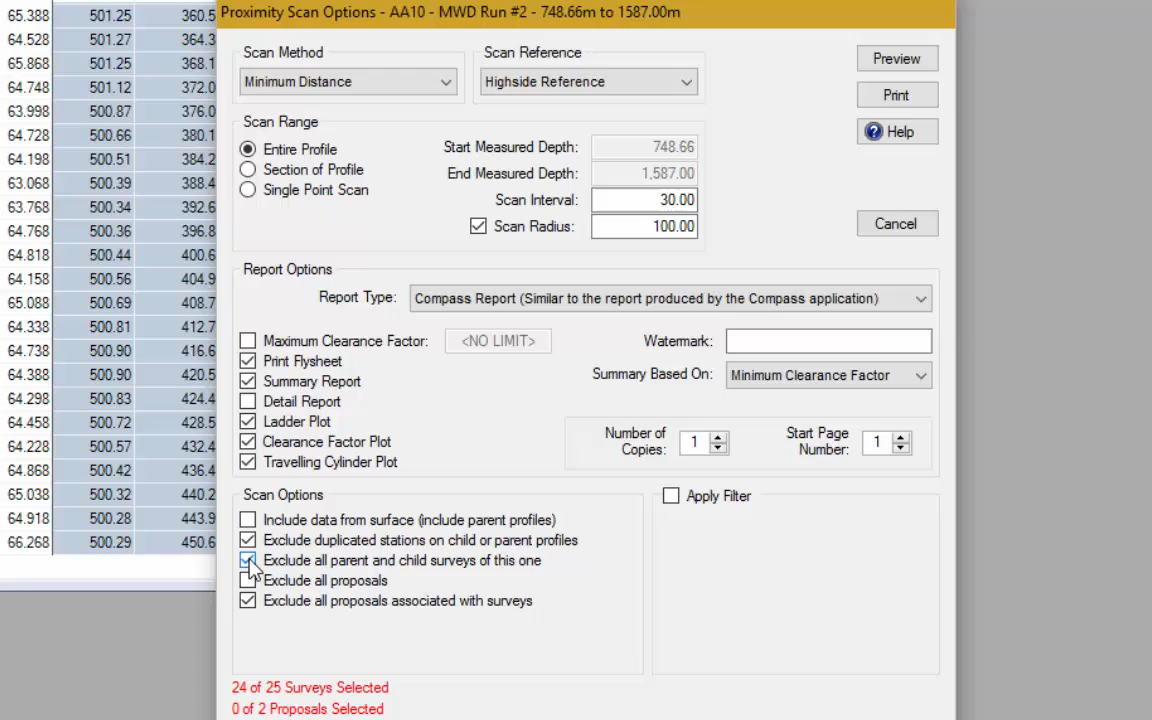 Proximity Scan Options - AA10 - MWD Run #2 - 748.66m to 1587.00m
65.388 501.25 360.5
64.528 501.27 364.3
65.868 501.25 368.1
64.748 501.12 372.0
63.998 500.87 376.0
64.728 500.66 380.1
64.198 500.51 384.2
63.068 500.39 388.4
63.768 500.34 392.6
64.768 500.36 396.8
64.818 500.44 400.6
64.158 500.56 404.9
65.088 500.69 408.7
64.338 500.81 412.7
64.738 500.90 416.6
64.388 500.90 420.5
64.298 500.83 424.4
64.458 500.72 428.5
64.228 500.57 432.4
64.868 500.42 436.4
65.038 500.32 440.2
64.918 500.28 443.9
66.268 500.29 450.6
Scan Method
Minimum Distance
Scan Reference
Highside Reference
Preview
Print
Help
Cancel
Scan Range
Entire Profile
Section of Profile
Single Point Scan
Start Measured Depth: 748.66
End Measured Depth: 1,587.00
Scan Interval: 30.00
Scan Radius: 100.00
Report Options
Report Type: Compass Report (Similar to the report produced by the Compass application)
Maximum Clearance Factor: <NO LIMIT>
Print Flysheet
Summary Report
Detail Report
Ladder Plot
Clearance Factor Plot
Travelling Cylinder Plot
Watermark:
Summary Based On: Minimum Clearance Factor
Number of
Copies: 1
Start Page
Number: 1
Scan Options
Include data from surface (include parent profiles)
Exclude duplicated stations on child or parent profiles
Exclude all parent and child surveys of this one
Exclude all proposals
Exclude all proposals associated with surveys
Apply Filter
24 of 25 Surveys Selected
0 of 2 Proposals Selected